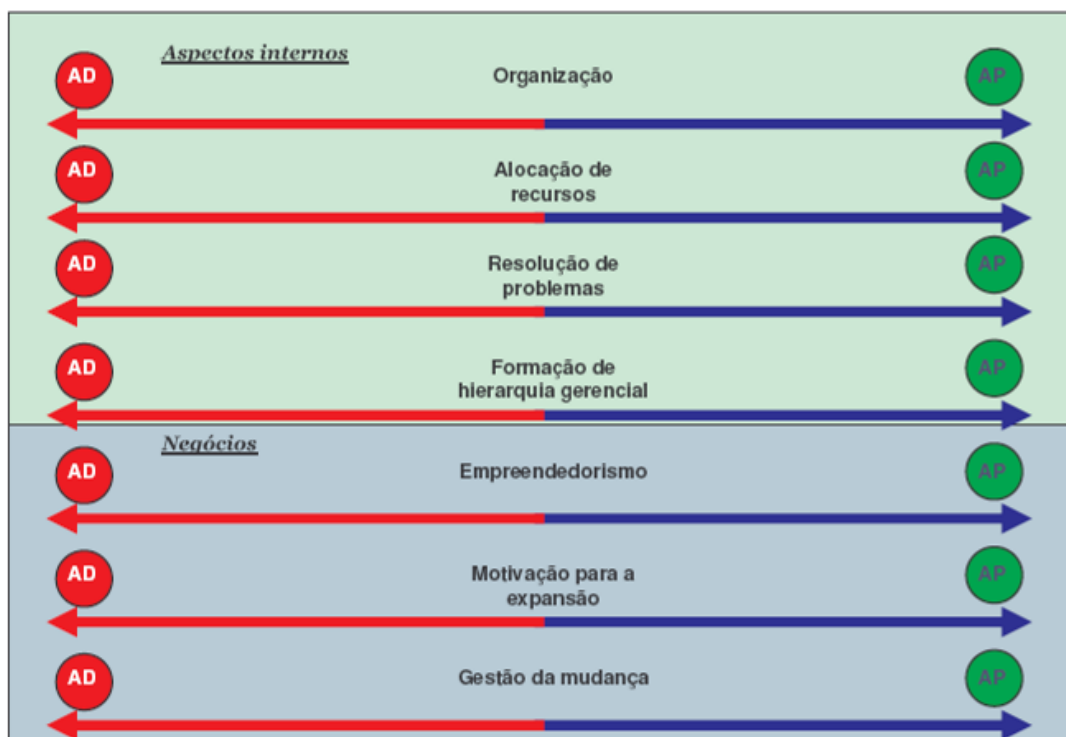 Aspectos internos
AD
Organização
AP
AD
Alocação de
recursos
AP
AD
Resolução de
problemas
AP
AD
Formação de
hierarquia gerencial
AP
Negócios
AD
Empreendedorismo
AP
AD
Motivação para a
expansão
AP
AD
Gestão da mudança
AP